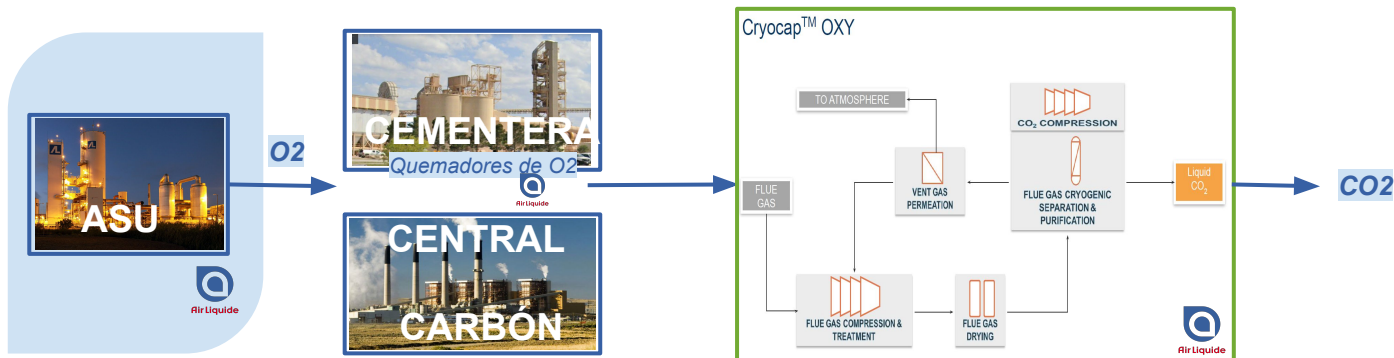 ASU
Air Liquide
O2
CEMENTERA
Quemadores de O2
Air Liquide
CENTRAL
CARBÓN
Cryocap™ OXY
TO ATMOSPHERE
CO₂ COMPRESSION
FLUE
GAS
VENT GAS
PERMEATION
FLUE GAS CRYOGENIC
SEPARATION &
PURIFICATION
Liquid
CO₂
FLUE GAS COMPRESSION &
TREATMENT
FLUE GAS
DRYING
Air Liquide
CO2